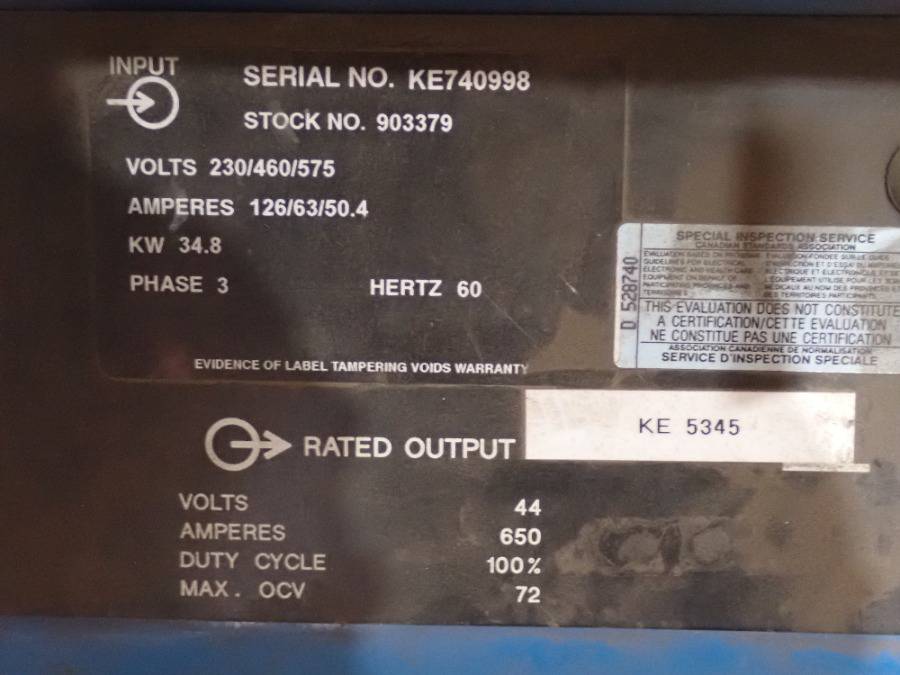 INPUT
SERIAL NO. KE740998
STOCK NO. 903379
VOLTS 230/460/575
AMPERES 126/63/50.4
KW 34.8
PHASE 3 HERTZ 60
EVIDENCE OF LABEL TAMPERING VOIDS WARRANTY
D 528740
SPECIAL INSPECTION SERVICE
CANADIAN STANDARDS ASSOCIATION
THIS EVALUATION DOES NOT CONSTITUTE
A CERTIFICATION/CETTE EVALUATION
NE CONSTITUE PAS UNE CERTIFICATION
ASSOCIATION CANADIENNE DE NORMALISATION
SERVICE D'INSPECTION SPECIALE
RATED OUTPUT
KE 5345
VOLTS 44
AMPERES 650
DUTY CYCLE 100%
MAX. OCV 72